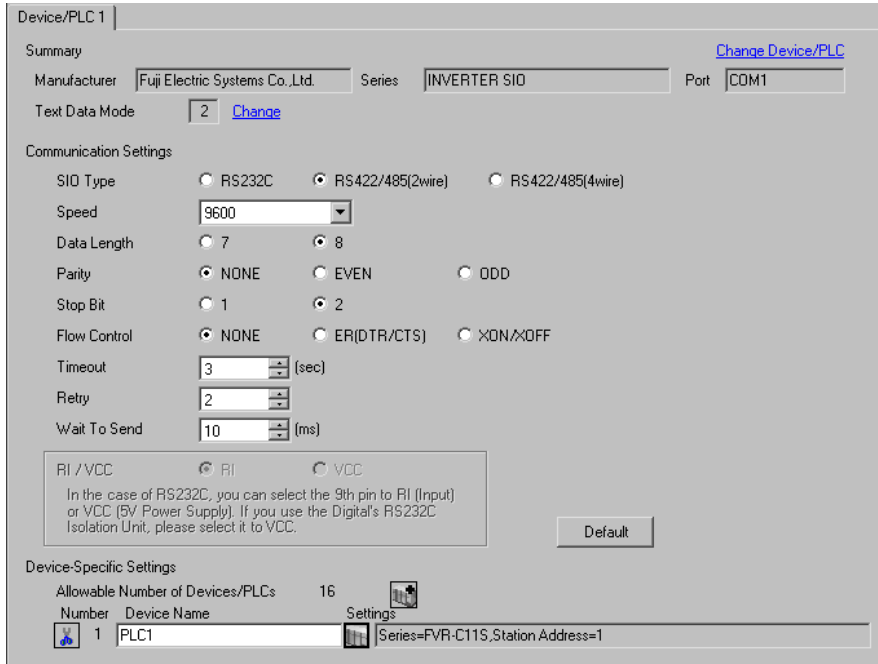 Device/PLC 1
Summary Change Device/PLC
Manufacturer Fuji Electric Systems Co.,Ltd. Series INVERTER SIO Port COM1
Text Data Mode 2 Change
Communication Settings
SIO Type RS232C RS422/485(2wire) RS422/485(4wire)
Speed 9600
Data Length 7 8
Parity NONE EVEN ODD
Stop Bit 1 2
Flow Control NONE ER(DTR/CTS) XON/XOFF
Timeout 3 (sec)
Retry 2
Wait To Send 10 (ms)
RI / VCC RI VCC
In the case of RS232C, you can select the 9th pin to RI (Input)
or VCC (5V Power Supply). If you use the Digital's RS232C
Isolation Unit, please select it to VCC.
Default
Device-Specific Settings
Allowable Number of Devices/PLCs 16
Number Device Name Settings
1 PLC1 Series=FVR-C11S,Station Address=1